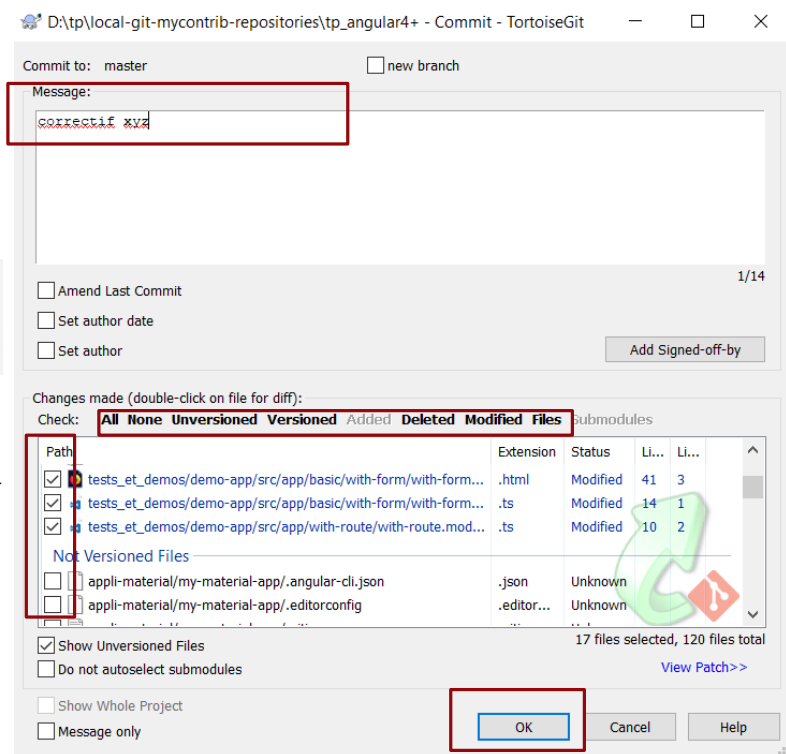 D:\tp\local-git-mycontrib-repositories\tp_angular4+ - Commit - TortoiseGit
Commit to: master new branch
Message:
correctif xyz
1/14
Amend Last Commit
Set author date
Set author
Add Signed-off-by
Changes made (double-click on file for diff):
Check: All None Unversioned Versioned Added Deleted Modified Files Submodules
Path Extension Status Li... Li...
tests_et_demos/demo-app/src/app/basic/with-form/with-form... .html Modified 41 3
tests_et_demos/demo-app/src/app/basic/with-form/with-form... .ts Modified 14 1
tests_et_demos/demo-app/src/app/with-route/with-route.mod... .ts Modified 10 2
Not Versioned Files
appli-material/my-material-app/.angular-cli.json .json Unknown
appli-material/my-material-app/.editorconfig .editor... Unknown
Show Unversioned Files
17 files selected, 120 files total
Do not autoselect submodules
View Patch>>
Show Whole Project
Message only
OK Cancel Help